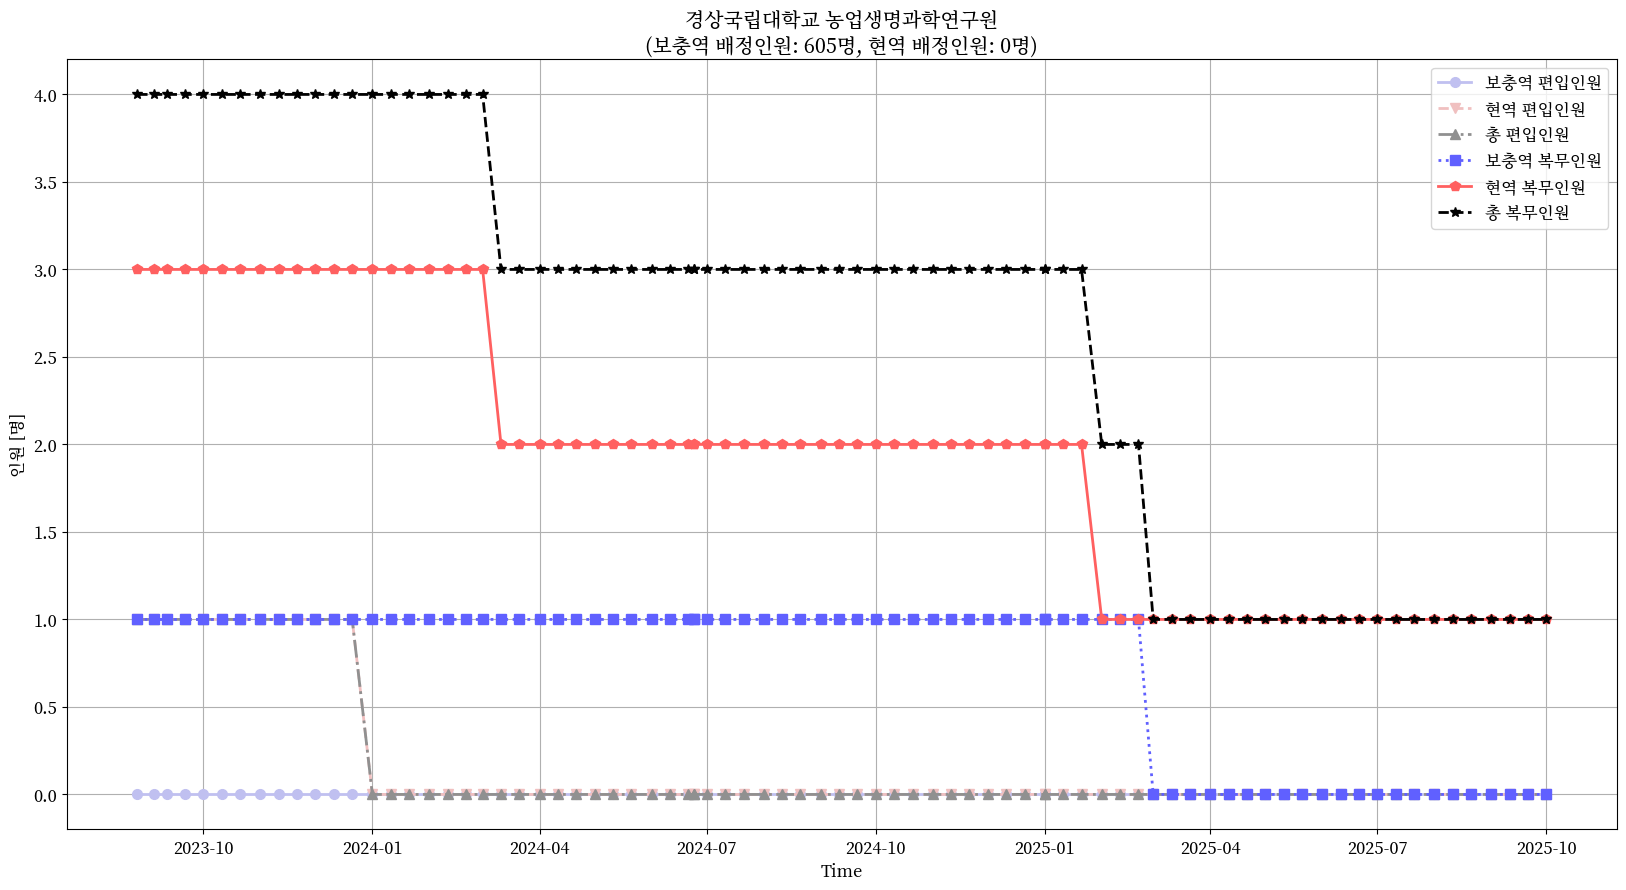 경상국립대학교 농업생명과학연구원
(보충역 배정인원: 605명, 현역 배정인원: 0명)
보충역 편입인원
현역 편입인원
총 편입인원
보충역 복무인원
현역 복무인원
총 복무인원
인원 [명]
4.0
3.5
3.0
2.5
2.0
1.5
1.0
0.5
0.0
2023-10
2024-01
2024-04
2024-07
2024-10
2025-01
2025-04
2025-07
2025-10
Time